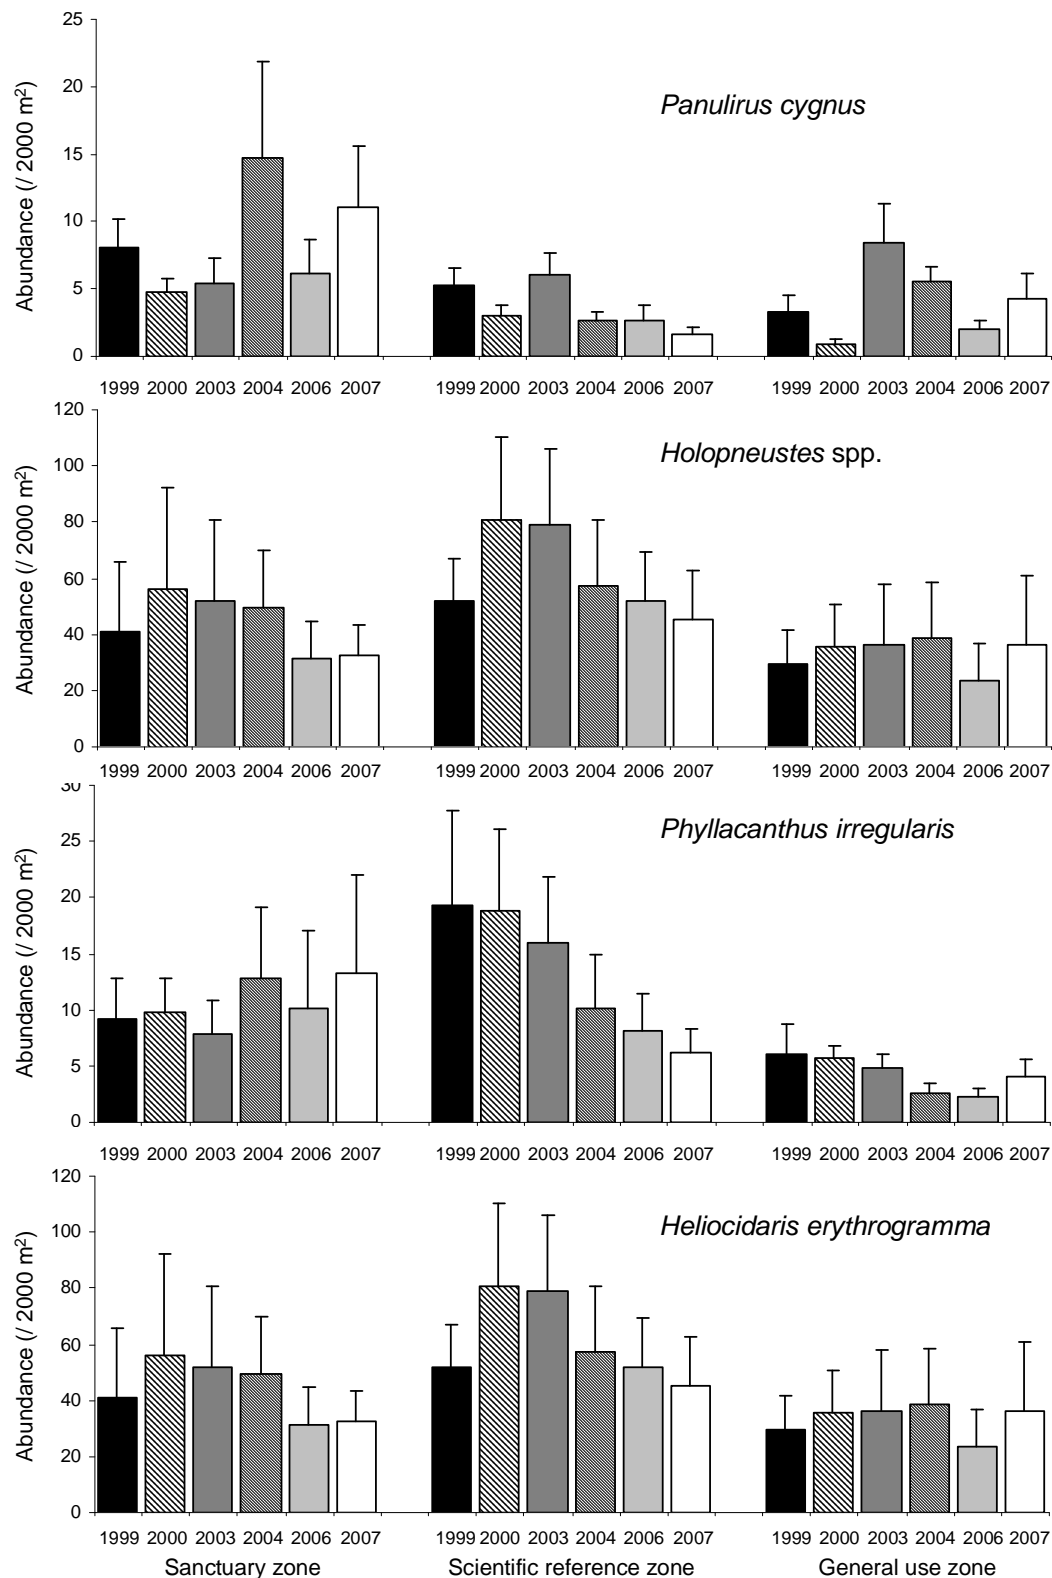 25
20
15
10
5
0
Abundance (/ 2000 m²)
Panulirus cygnus
1999 2000 2003 2004 2006 2007 1999 2000 2003 2004 2006 2007 1999 2000 2003 2004 2006 2007
120
100
80
60
40
20
0
Abundance (/ 2000 m²)
Holopneustes spp.
1999 2000 2003 2004 2006 2007 1999 2000 2003 2004 2006 2007 1999 2000 2003 2004 2006 2007
30
25
20
15
10
5
0
Abundance (/ 2000 m²)
Phyllacanthus irregularis
1999 2000 2003 2004 2006 2007 1999 2000 2003 2004 2006 2007 1999 2000 2003 2004 2006 2007
120
100
80
60
40
20
0
Abundance (/ 2000 m²)
Heliocidaris erythrogramma
1999 2000 2003 2004 2006 2007 1999 2000 2003 2004 2006 2007 1999 2000 2003 2004 2006 2007
Sanctuary zone Scientific reference zone General use zone